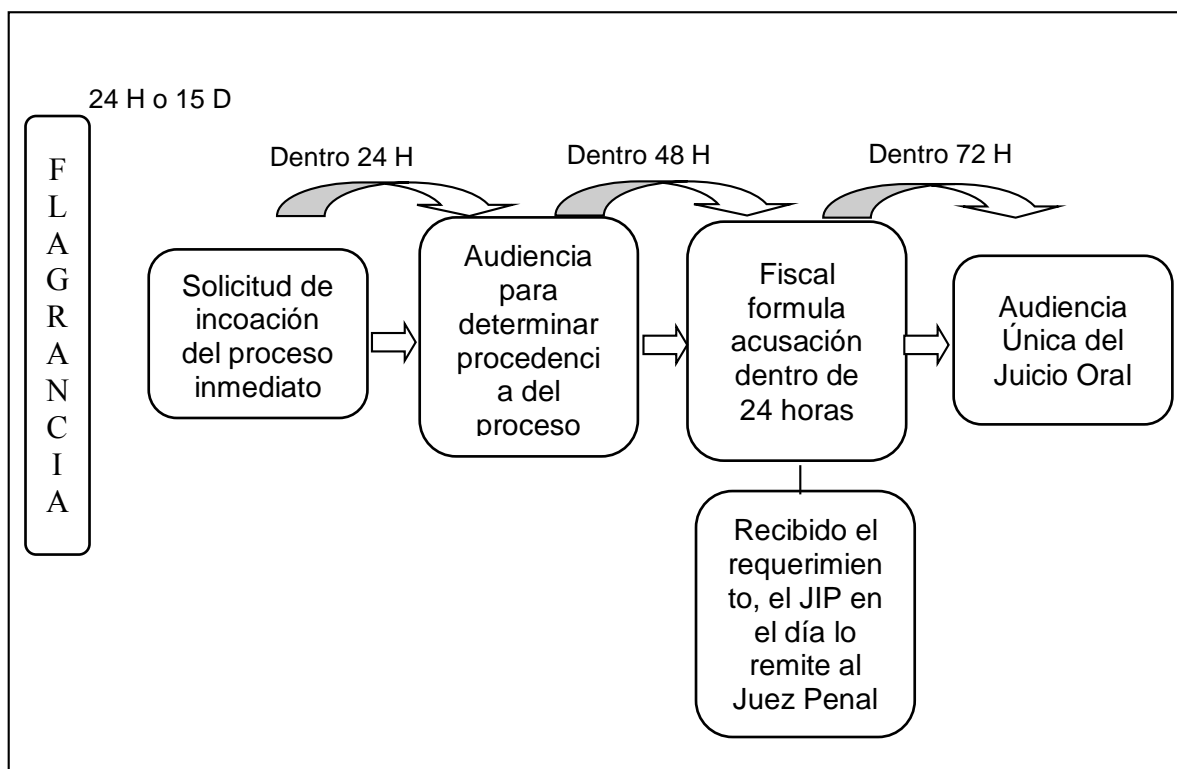 24 H o 15 D
F
L
A
G
R
A
N
C
I
A
Dentro 24 H
Dentro 48 H
Dentro 72 H
Solicitud de
incoación
del proceso
inmediato
Audiencia
para
determinar
procedenci
a del
proceso
Fiscal
formula
acusación
dentro de
24 horas
Audiencia
Única del
Juicio Oral
Recibido el
requerimien
to, el JIP en
el día lo
remite al
Juez Penal